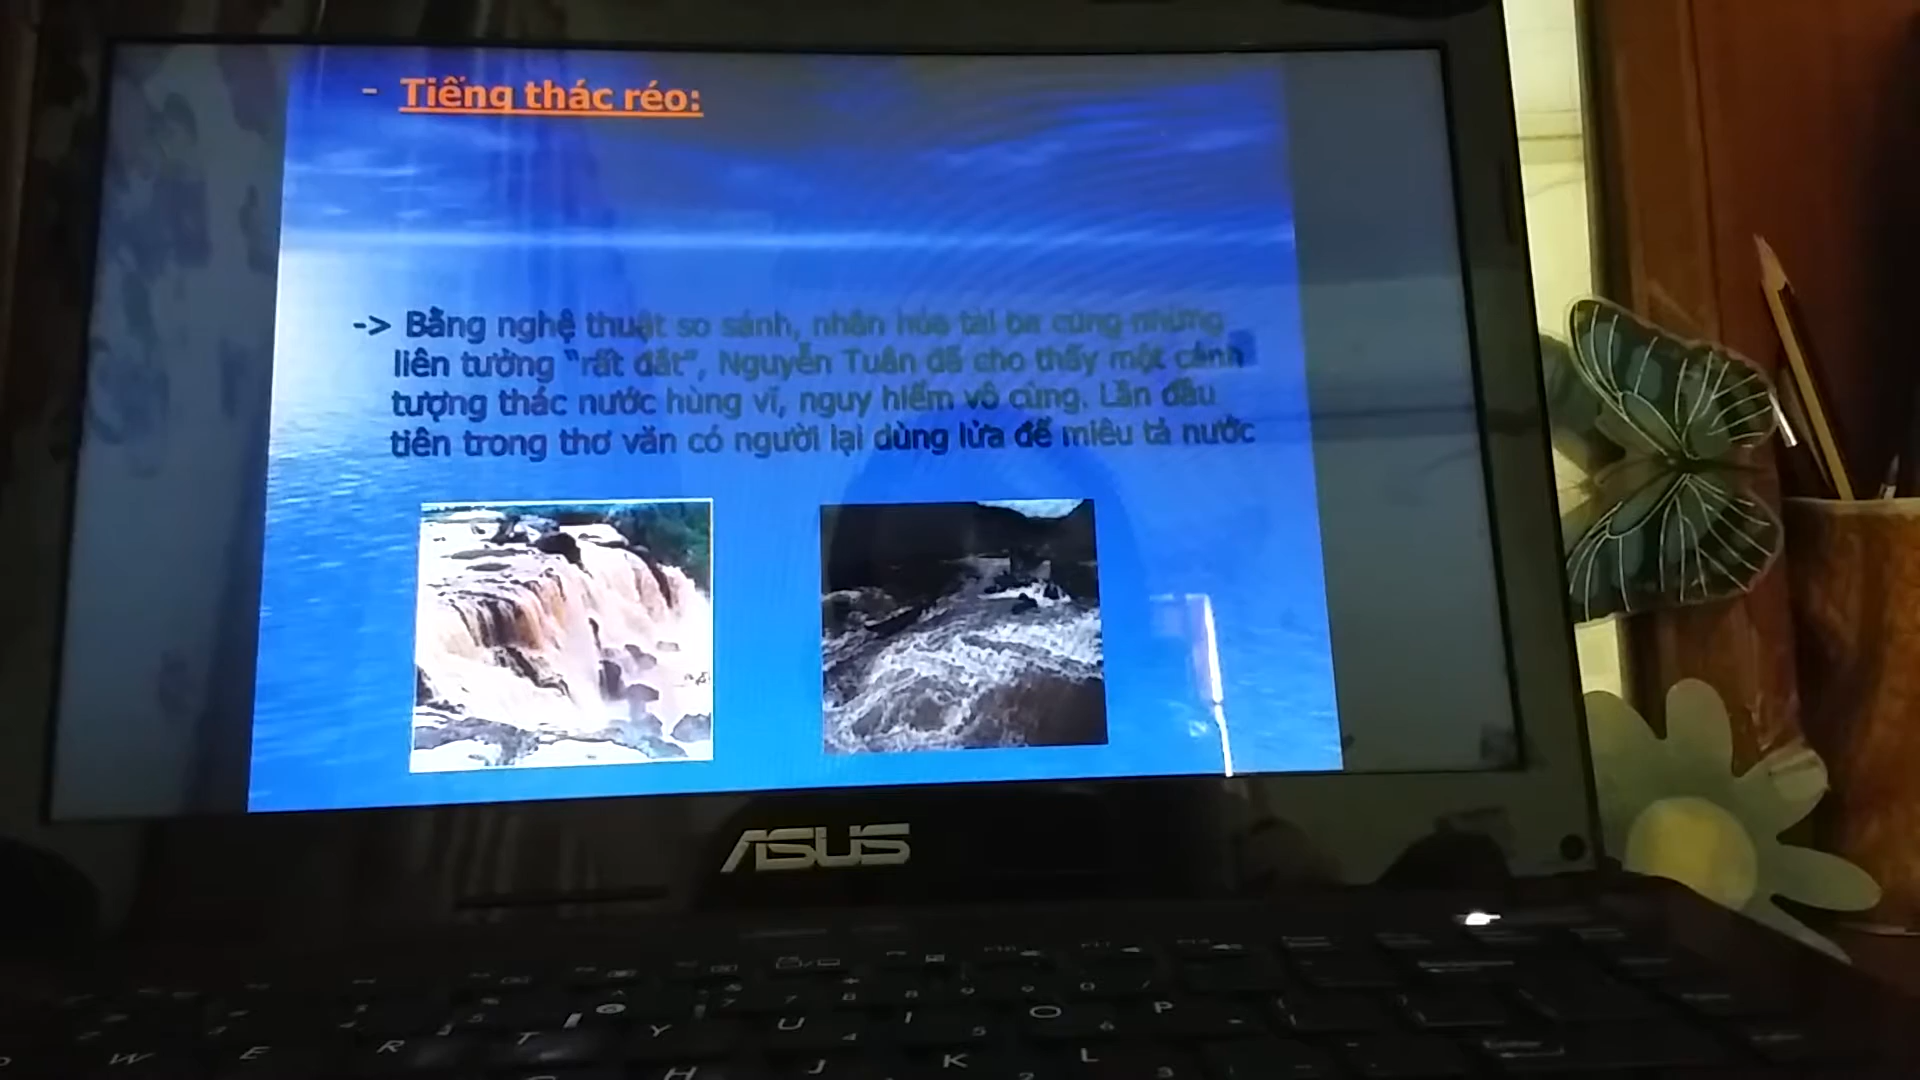 - Tiếng thác réo:
-> Bằng nghệ thuật so sánh, nhân hóa tài ba cùng những
liên tưởng “rất đắt”, Nguyễn Tuân đã cho thấy một cảnh
tượng thác nước hùng vĩ, nguy hiểm vô cùng. Lần đầu
tiên trong thơ văn có người lại dùng lửa để miêu tả nước
ASUS
W E R T Y U I O P
H J K L